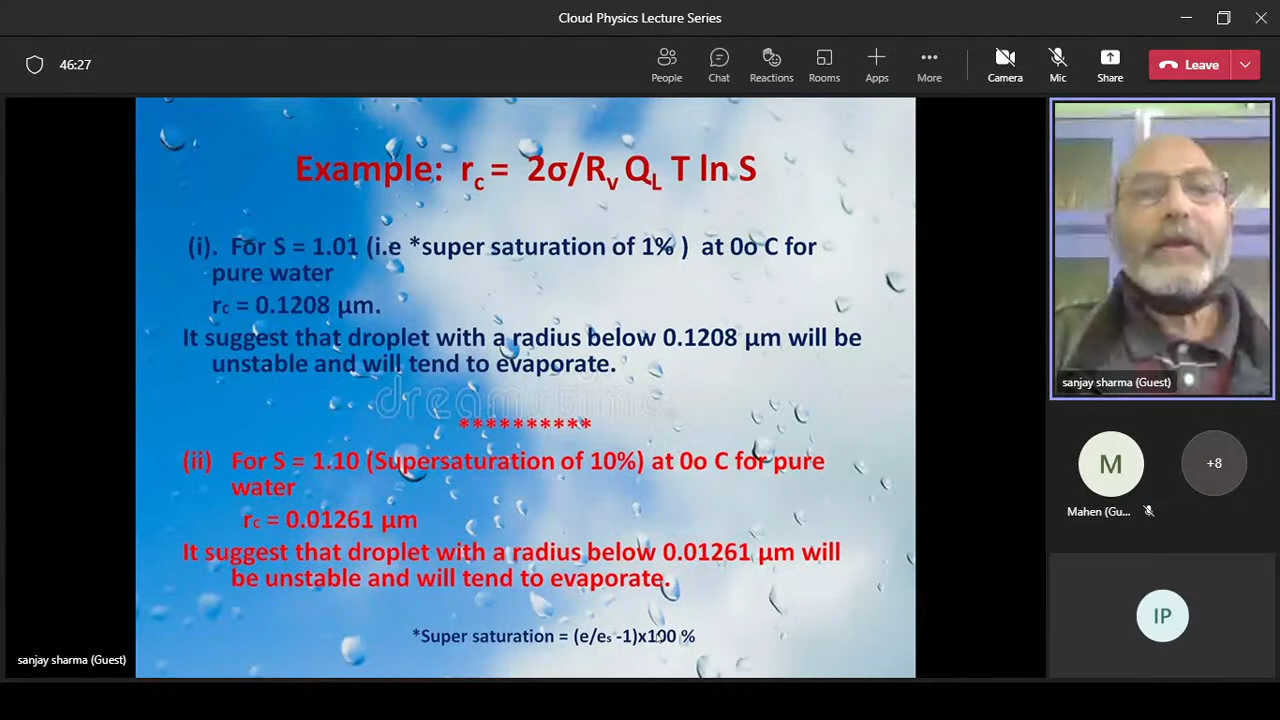 Cloud Physics Lecture Series
46:27
People
Chat
Reactions
Rooms
Apps
More
Camera
Mic
Share
Leave
Example: rc = 2σ/Rv QL T ln S
(i). For S = 1.01 (i.e *super saturation of 1% ) at 0o C for
pure water
rc = 0.1208 µm.
It suggest that droplet with a radius below 0.1208 µm will be
unstable and will tend to evaporate.
dreamstime
**********
(ii) For S = 1.10 (Supersaturation of 10%) at 0o C for pure
water
rc = 0.01261 µm
It suggest that droplet with a radius below 0.01261 µm will
be unstable and will tend to evaporate.
*Super saturation = (e/es -1)x100 %
sanjay sharma (Guest)
sanjay sharma (Guest)
M
+8
Mahen (Gu...
IP